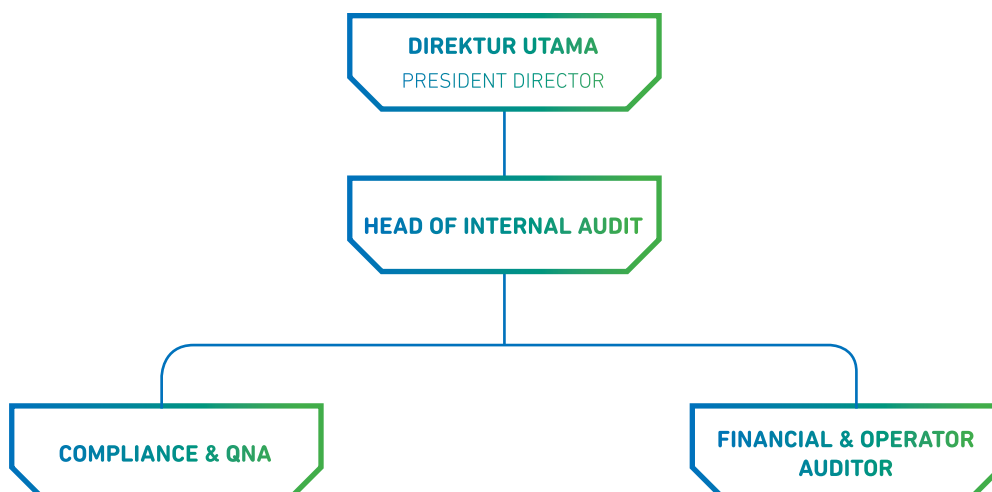 DIREKTUR UTAMA
PRESIDENT DIRECTOR
HEAD OF INTERNAL AUDIT
COMPLIANCE & QNA
FINANCIAL & OPERATOR
AUDITOR